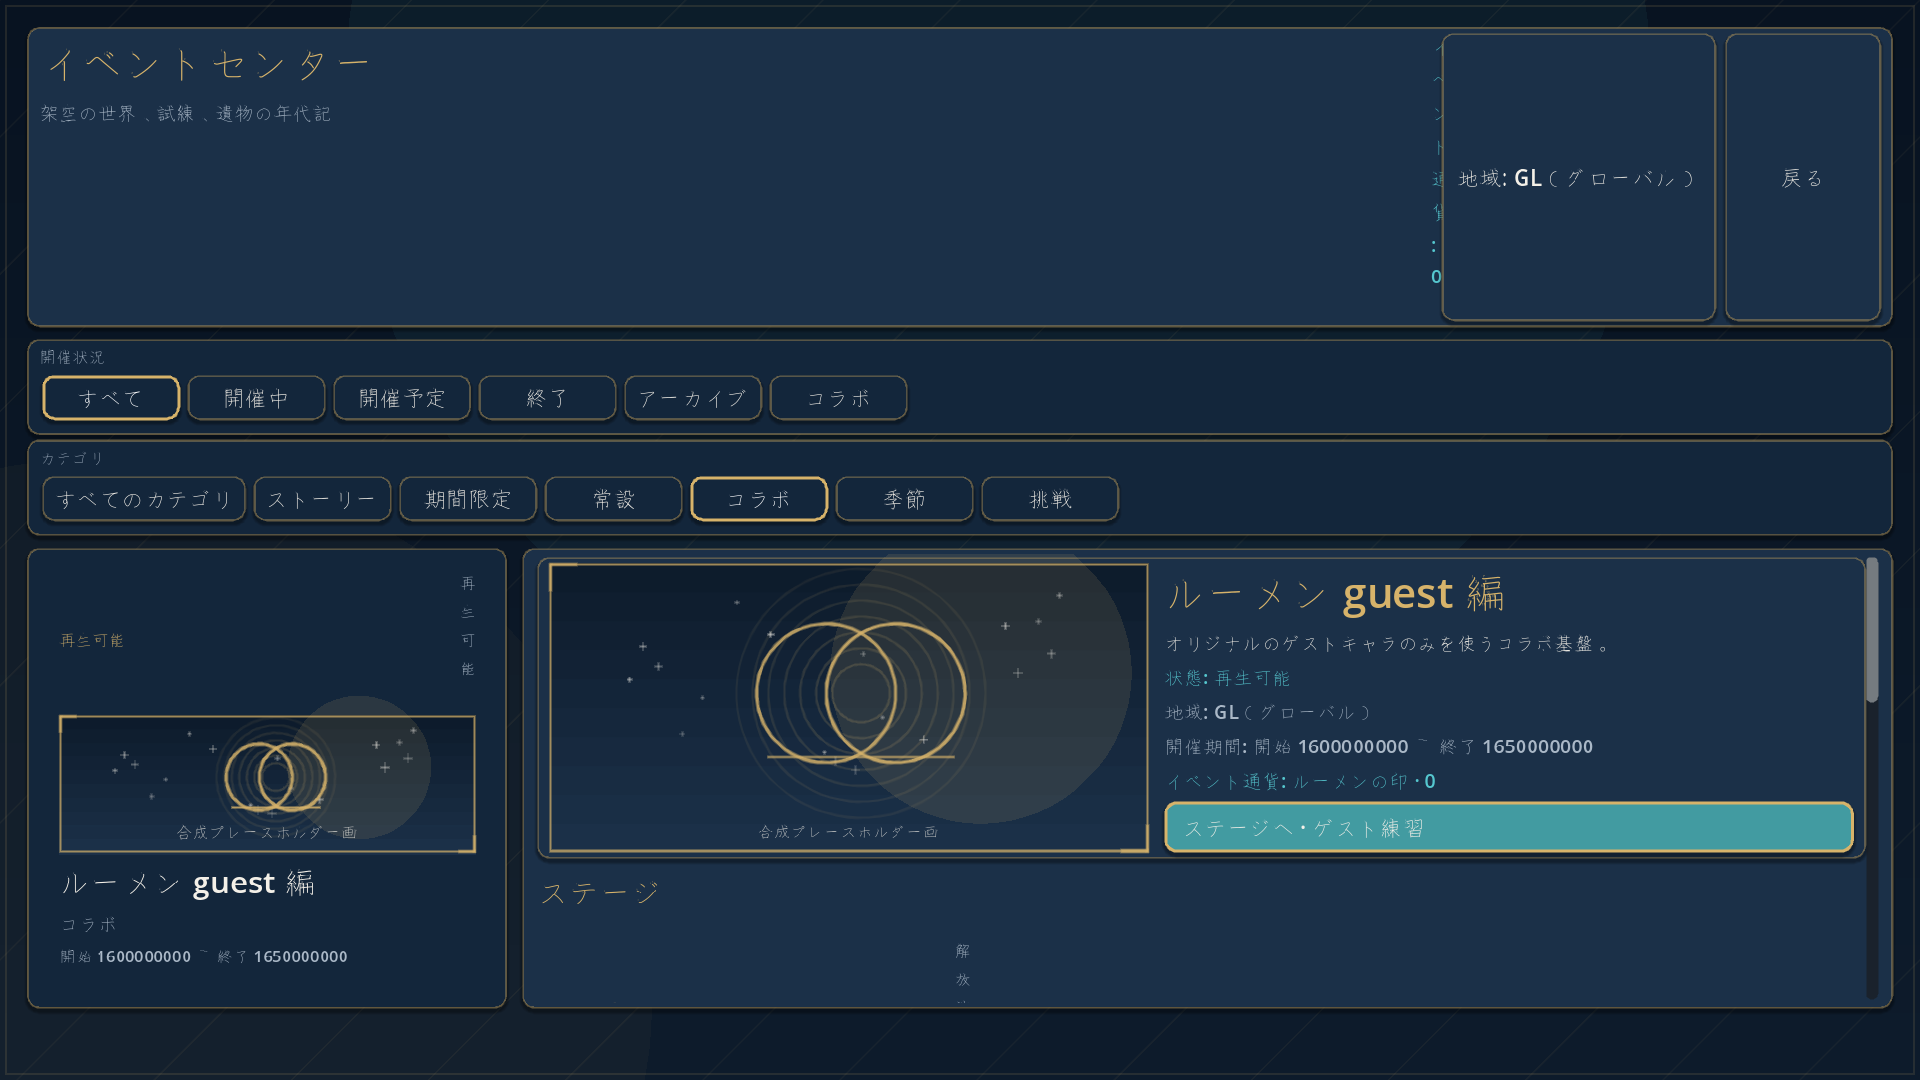 イベントセンター
架空の世界、試練、遺物の年代記
イベント通貨: 0
地域: GL(グローバル)
戻る
開催状況
すべて
開催中
開催予定
終了
アーカイブ
コラボ
カテゴリ
すべてのカテゴリ
ストーリー
期間限定
常設
コラボ
季節
挑戦
再生可能
再生可能
合成プレースホルダー画
ルーメン guest 編
コラボ
開始 1600000000 ~ 終了 1650000000
合成プレースホルダー画
ルーメン guest 編
オリジナルのゲストキャラのみを使うコラボ基盤。
状態: 再生可能
地域: GL(グローバル)
開催期間: 開始 1600000000 ~ 終了 1650000000
イベント通貨: ルーメンの印 · 0
ステージへ · ゲスト練習
ステージ
解放